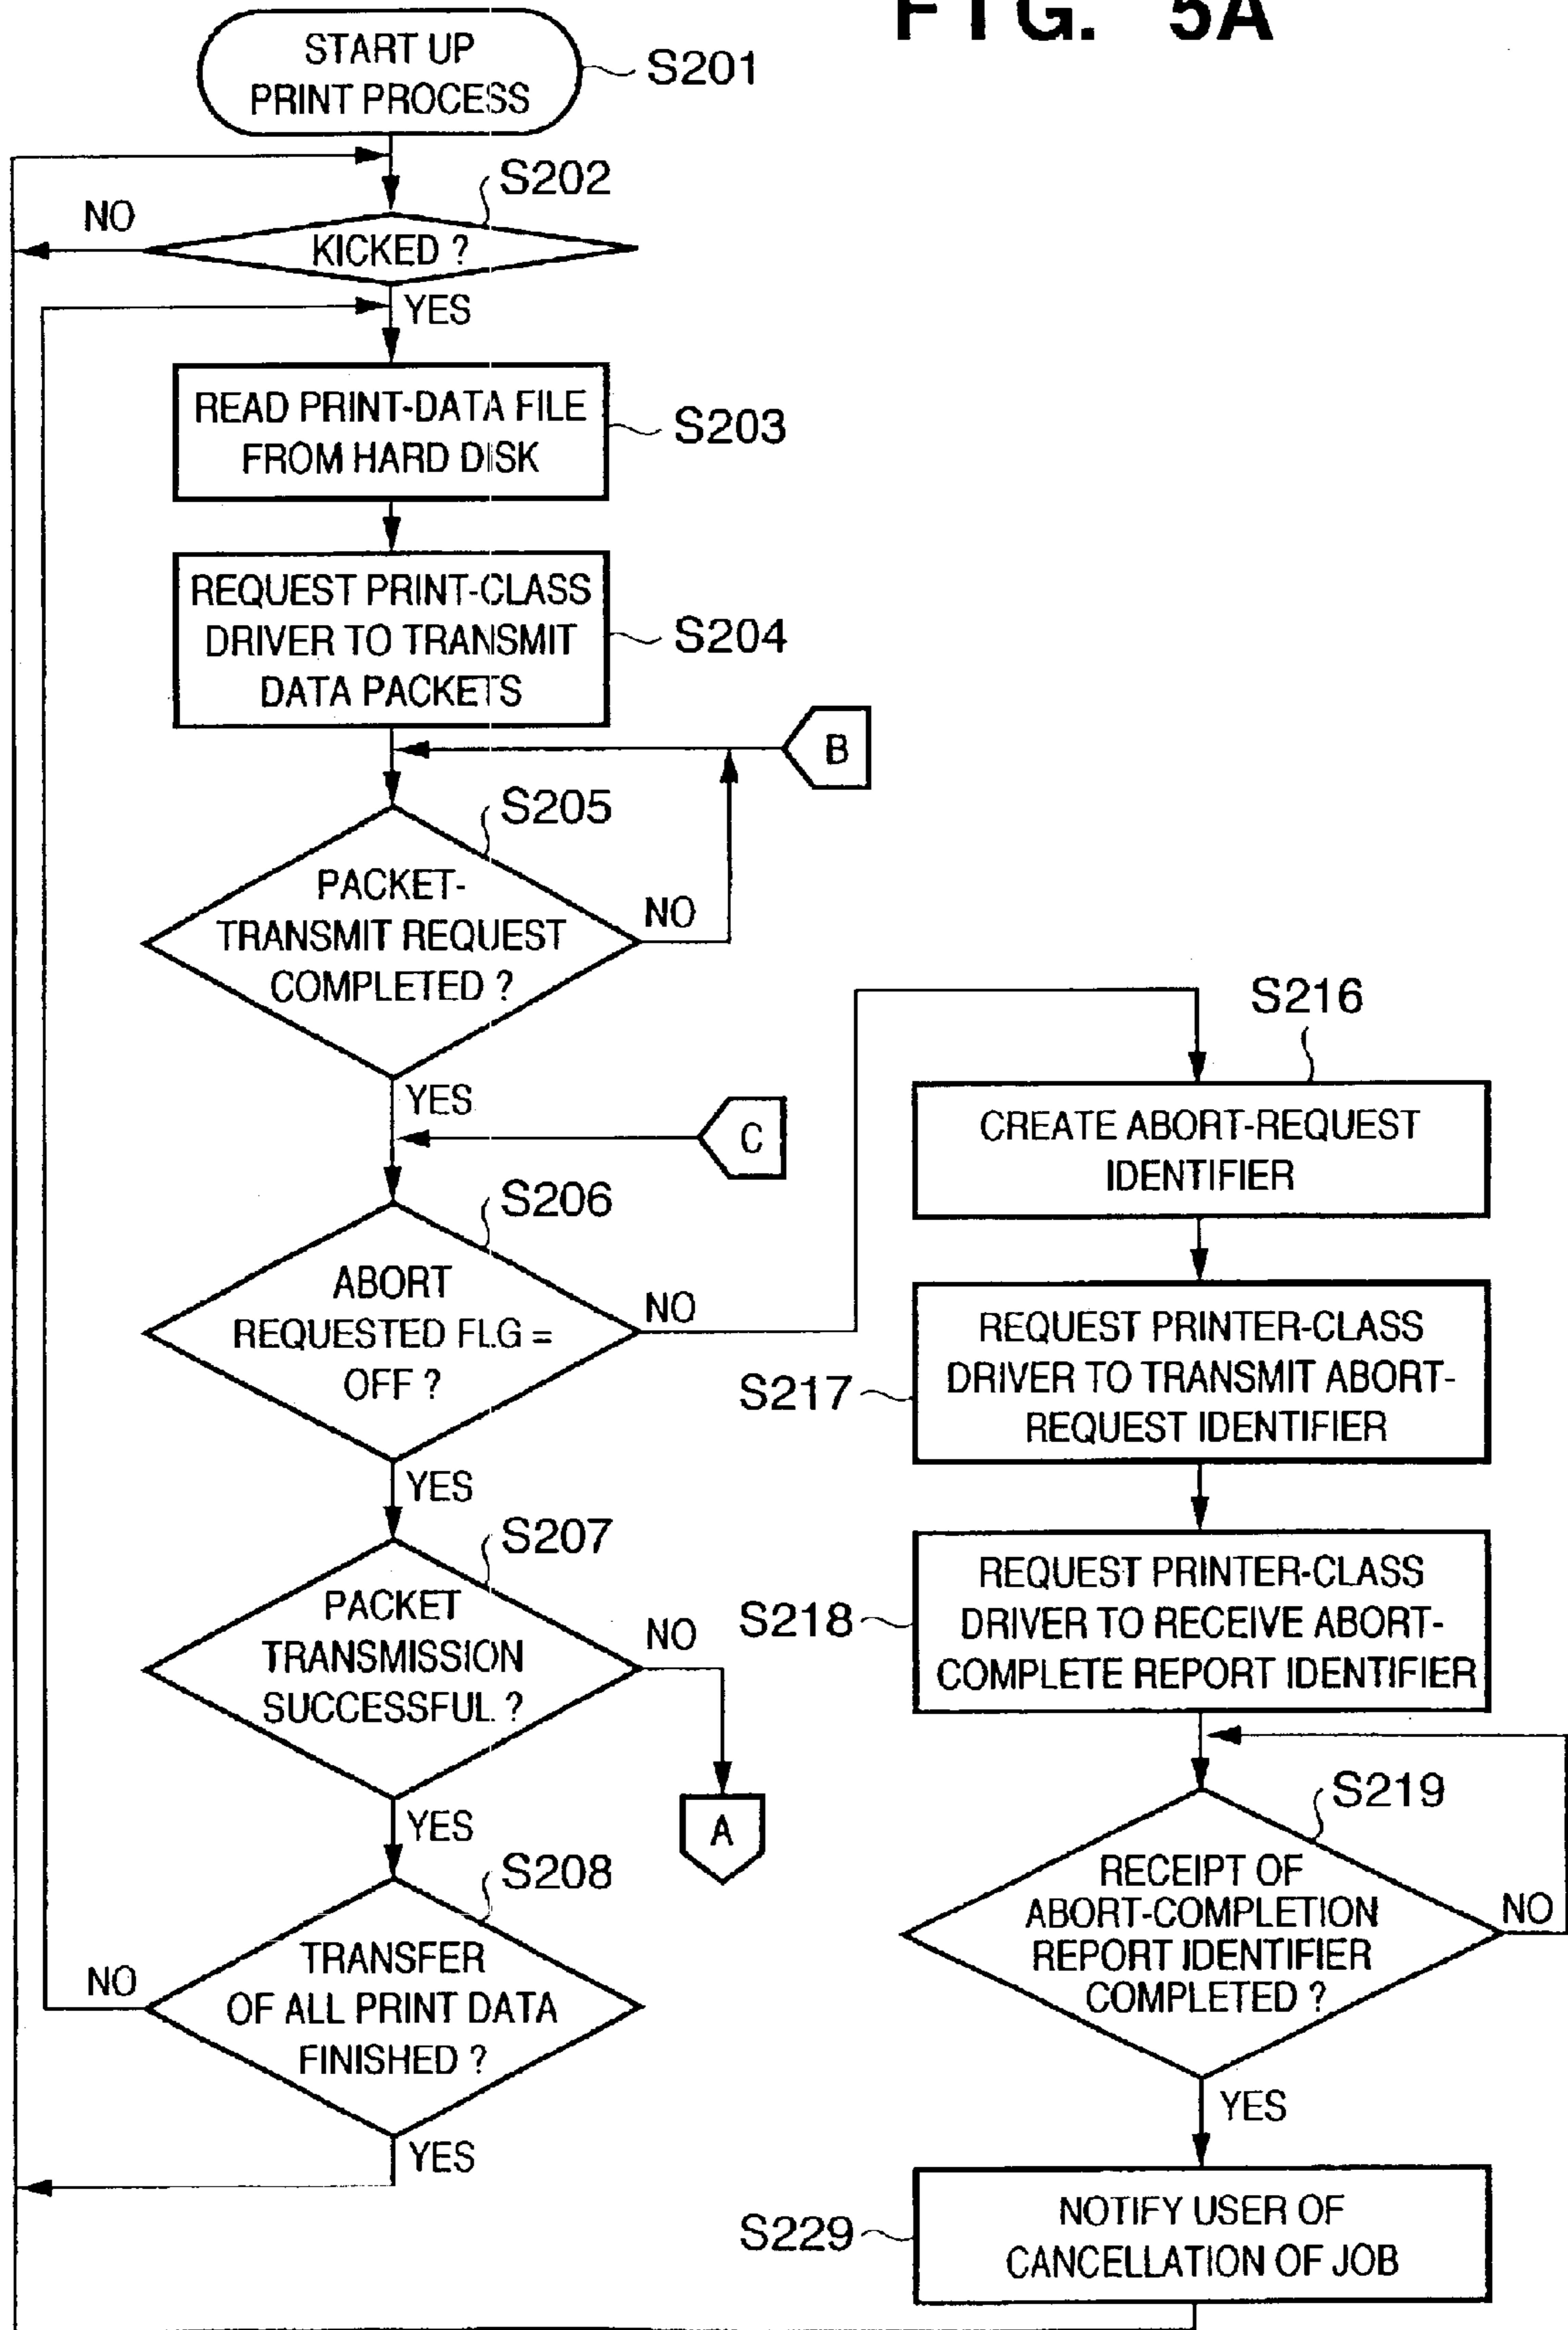 FIG. 5A
START UP
PRINT PROCESS
S201
S202
NO
KICKED ?
YES
READ PRINT-DATA FILE
FROM HARD DISK
S203
REQUEST PRINT-CLASS
DRIVER TO TRANSMIT
DATA PACKETS
S204
B
S205
PACKET-
TRANSMIT REQUEST
COMPLETED ?
NO
YES
C
S206
ABORT
REQUESTED FLG =
OFF ?
NO
YES
S207
PACKET
TRANSMISSION
SUCCESSFUL ?
NO
A
YES
S208
TRANSFER
OF ALL PRINT DATA
FINISHED ?
NO
YES
S216
CREATE ABORT-REQUEST
IDENTIFIER
S217
REQUEST PRINTER-CLASS
DRIVER TO TRANSMIT ABORT-
REQUEST IDENTIFIER
S218
REQUEST PRINTER-CLASS
DRIVER TO RECEIVE ABORT-
COMPLETE REPORT IDENTIFIER
S219
RECEIPT OF
ABORT-COMPLETION
REPORT IDENTIFIER
COMPLETED ?
NO
YES
S229
NOTIFY USER OF
CANCELLATION OF JOB